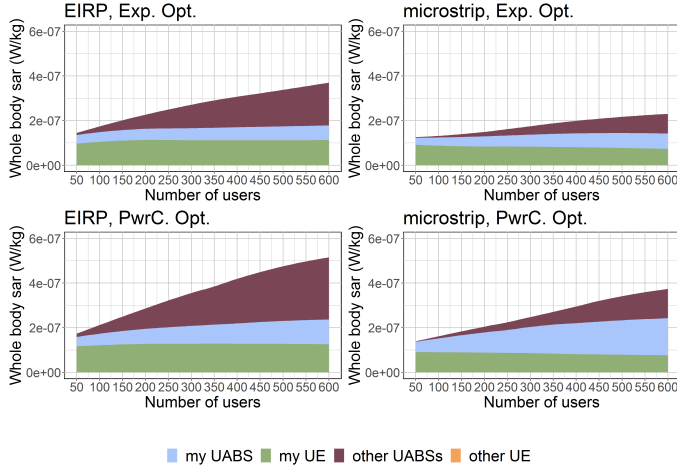 EIRP, Exp. Opt.
microstrip, Exp. Opt.
Whole body sar (W/kg)
6e-07
4e-07
2e-07
0e+00
50 100 150 200 250 300 350 400 450 500 550 600
Number of users
Whole body sar (W/kg)
6e-07
4e-07
2e-07
0e+00
50 100 150 200 250 300 350 400 450 500 550 600
Number of users
EIRP, PwrC. Opt.
microstrip, PwrC. Opt.
Whole body sar (W/kg)
6e-07
4e-07
2e-07
0e+00
50 100 150 200 250 300 350 400 450 500 550 600
Number of users
Whole body sar (W/kg)
6e-07
4e-07
2e-07
0e+00
50 100 150 200 250 300 350 400 450 500 550 600
Number of users
my UABS my UE other UABSs other UE